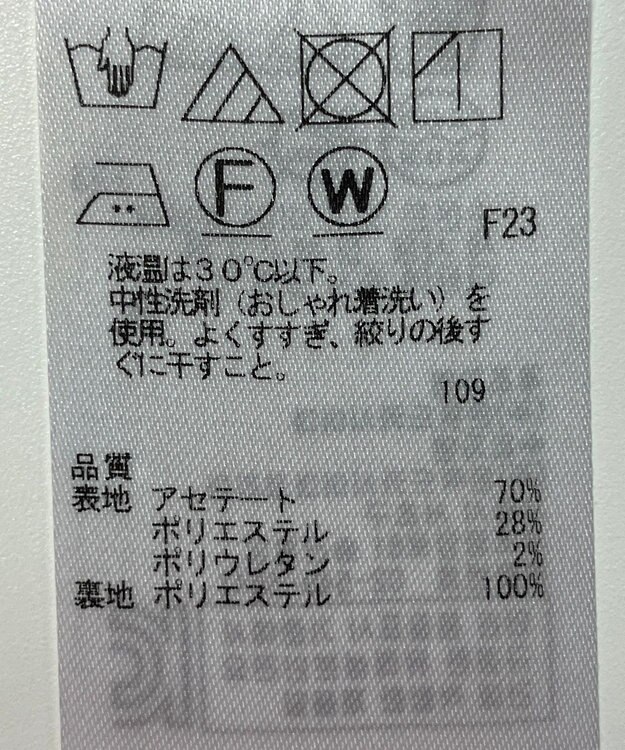 F
W
F23
液温は30℃以下。
中性洗剤（おしゃれ着洗い）を
使用。よくすすぎ、絞りの後す
ぐに干すこと。
109
品質
表地 アセテート 70%
ポリエステル 28%
ポリウレタン 2%
裏地 ポリエステル 100%